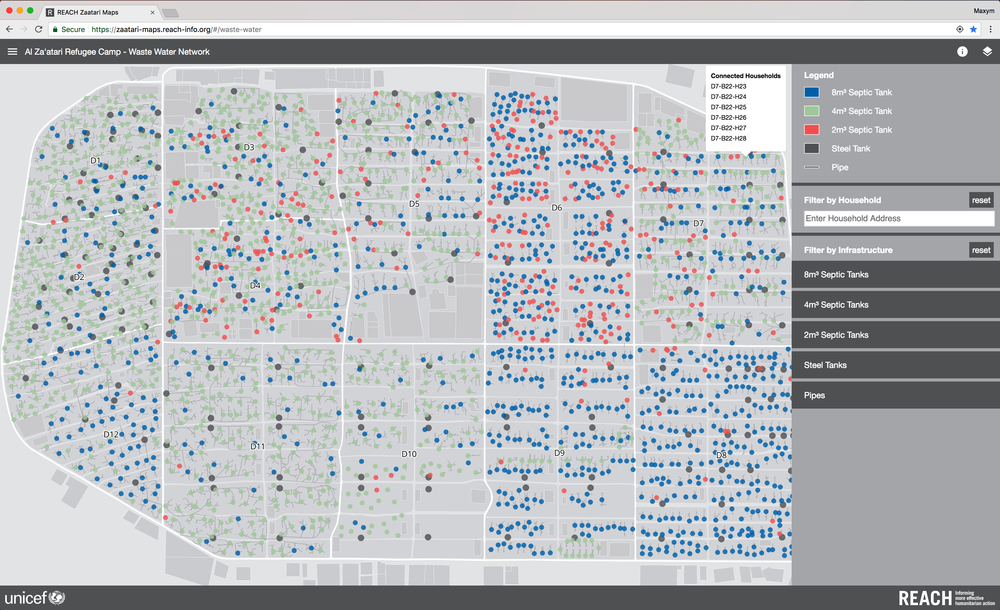 REACH Zaatari Maps
Maxym
Secure https://zaatari-maps.reach-info.org/#/waste-water
Al Za'atari Refugee Camp - Waste Water Network
Connected Households
D7-B22-H23
D7-B22-H24
D7-B22-H25
D7-B22-H26
D7-B22-H27
D7-B22-H28
Legend
8m³ Septic Tank
4m³ Septic Tank
2m³ Septic Tank
Steel Tank
Pipe
Filter by Household
reset
Enter Household Address
Filter by Infrastructure
reset
8m³ Septic Tanks
4m³ Septic Tanks
2m³ Septic Tanks
Steel Tanks
Pipes
D3
D1
D5
D6
D7
D2
D4
D12
D11
D10
D9
D8
unicef
REACH Informing
more effective
humanitarian action